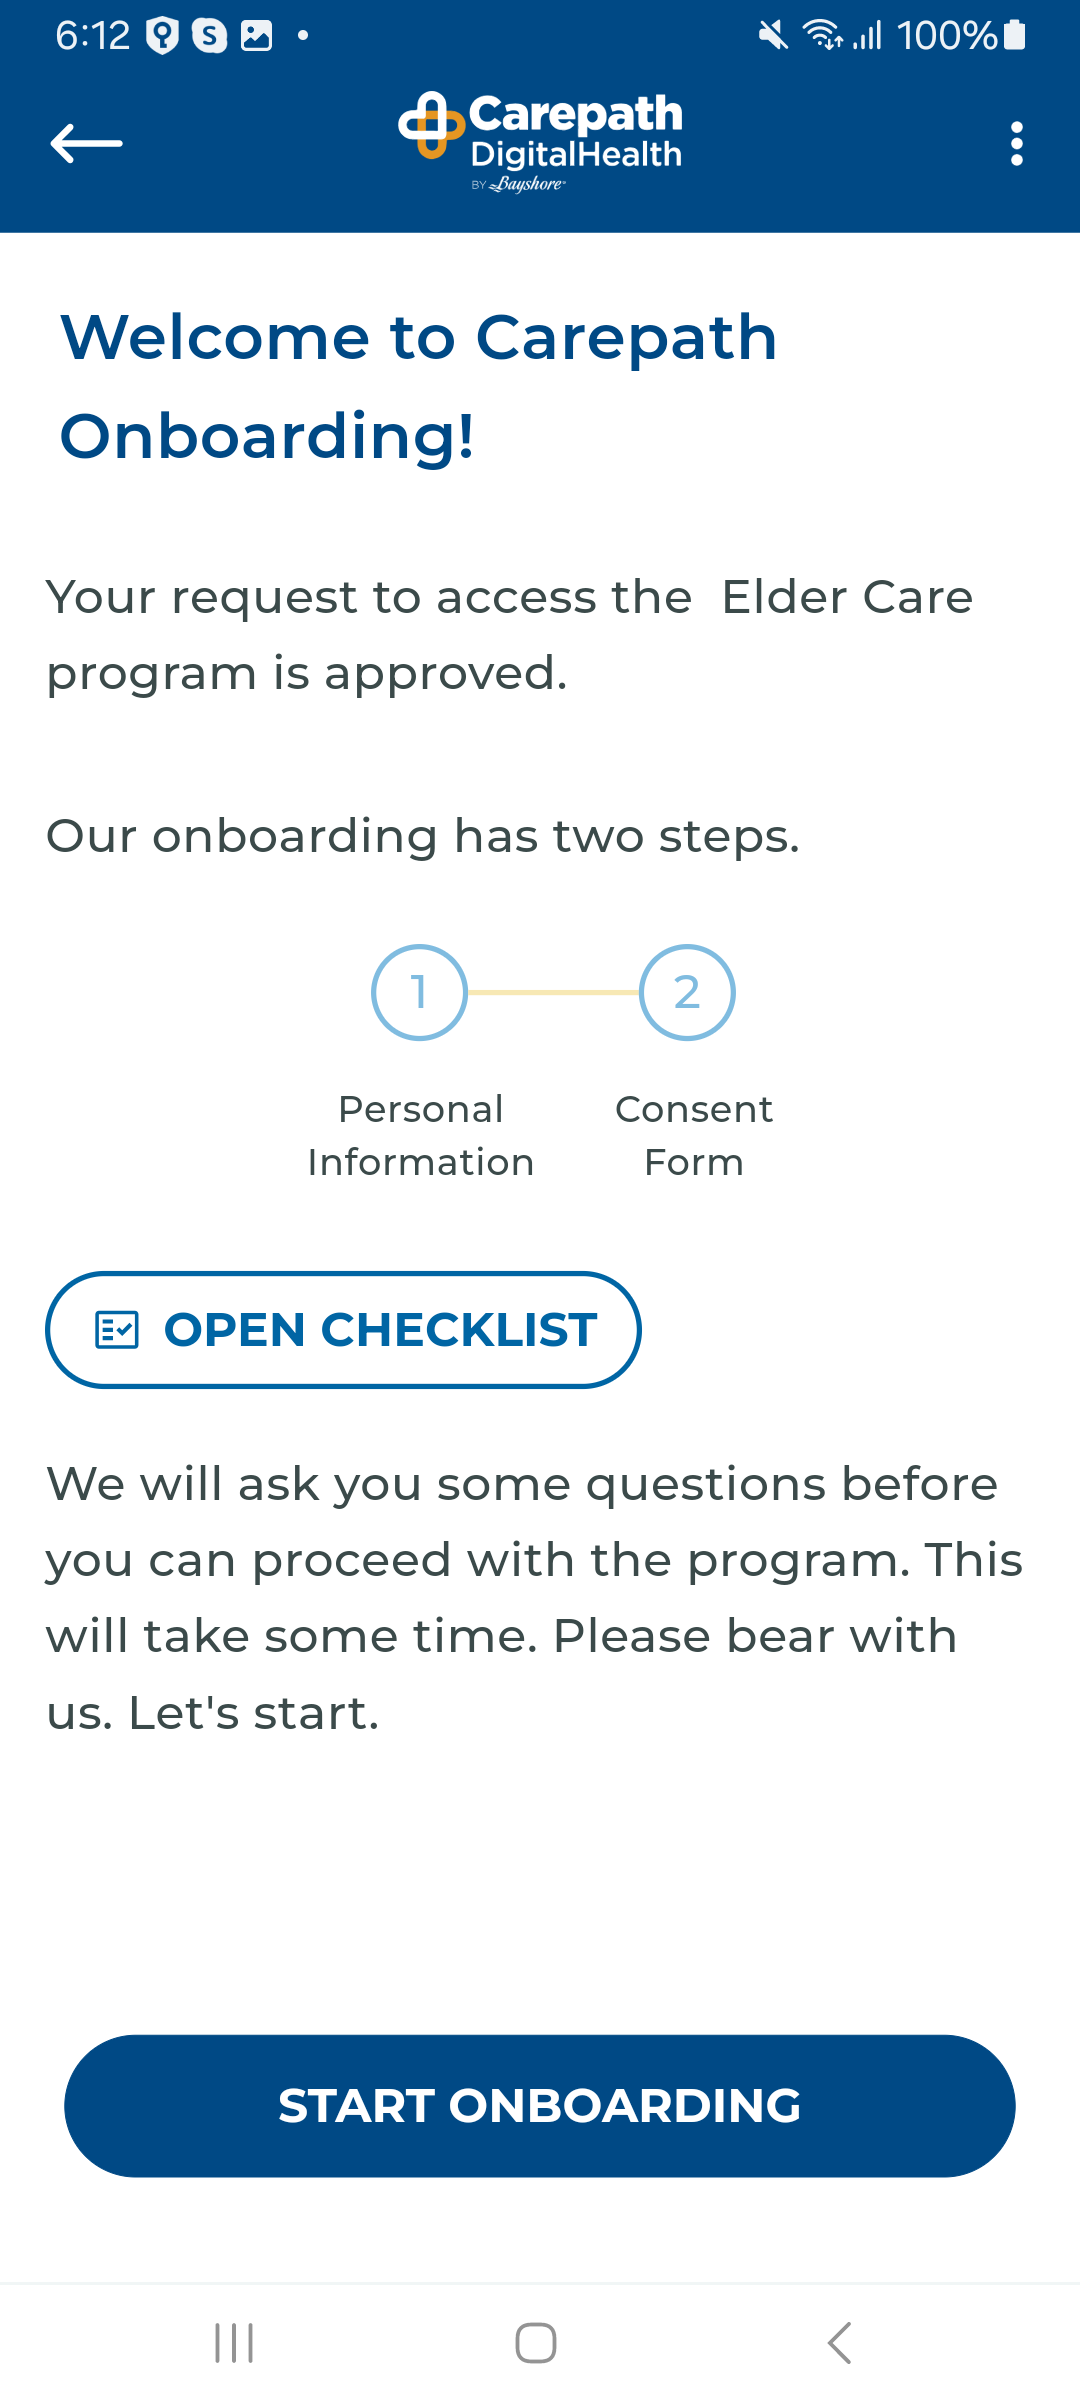 6:12
100%
Carepath
DigitalHealth
BY Bayshore
Welcome to Carepath
Onboarding!
Your request to access the  Elder Care
program is approved.
Our onboarding has two steps.
1 2
Personal Consent
Information Form
OPEN CHECKLIST
We will ask you some questions before
you can proceed with the program. This
will take some time. Please bear with
us. Let's start.
START ONBOARDING